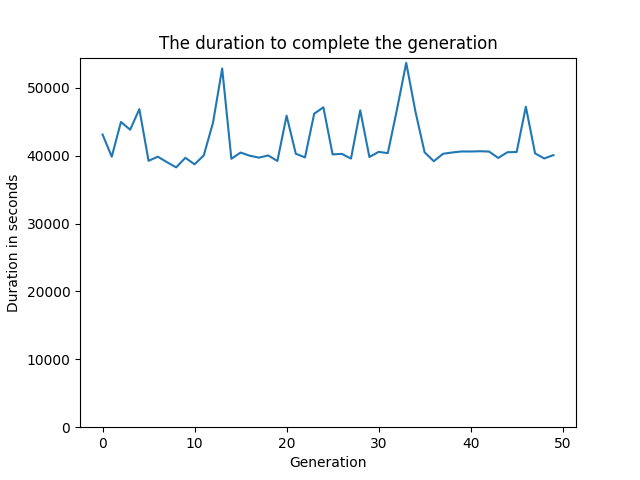 The duration to complete the generation
50000
40000
30000
20000
10000
0
Duration in seconds
0 10 20 30 40 50
Generation